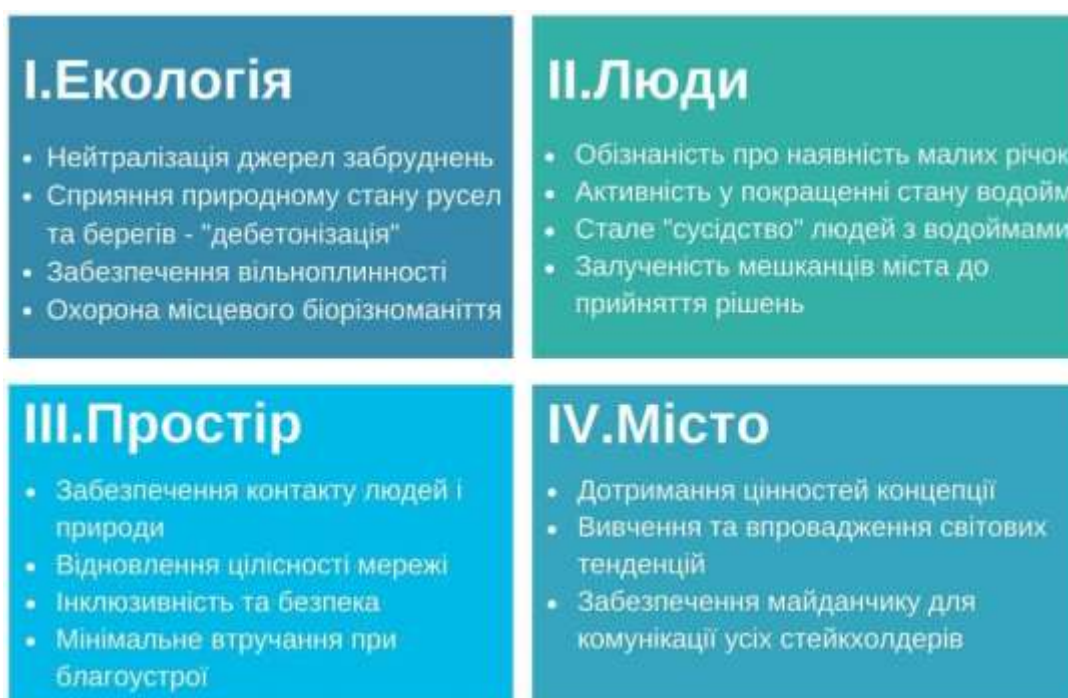 I.Екологія
• Нейтралізація джерел забруднень
• Сприяння природному стану русел
та берегів - "дебетонізація"
• Забезпечення вільноплинності
• Охорона місцевого біорізноманіття
II.Люди
• Обізнаність про наявність малих річок
• Активність у покращенні стану водойм
• Стале "сусідство" людей з водоймами
• Залученість мешканців міста до
прийняття рішень
III.Простір
• Забезпечення контакту людей і
природи
• Відновлення цілісності мережі
• Інклюзивність та безпека
• Мінімальне втручання при
благоустрої
IV.Місто
• Дотримання цінностей концепції
• Вивчення та впровадження світових
тенденцій
• Забезпечення майданчику для
комунікації усіх стейкхолдерів